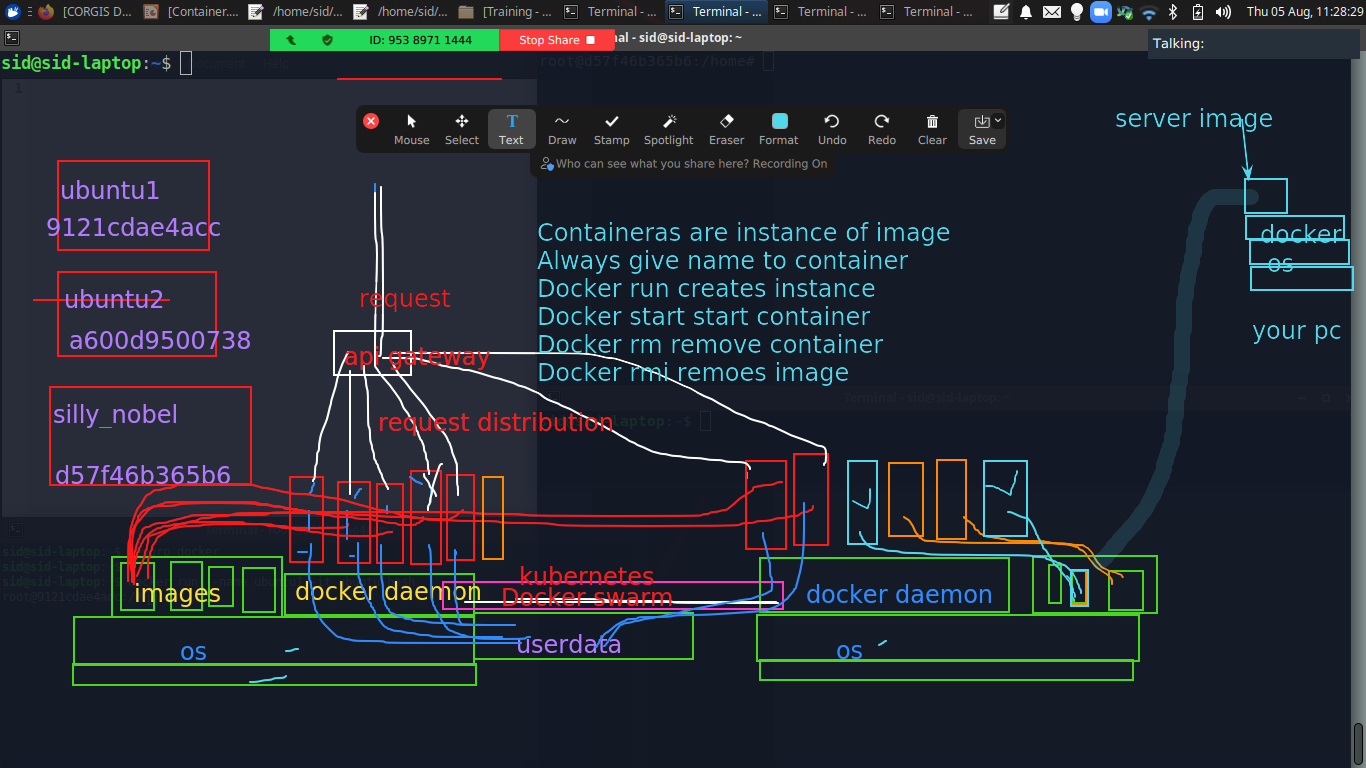 [CORGIS D...
[Container....
/home/sid/...
/home/sid/...
[Training - ...
Terminal - ...
Terminal - ...
Terminal - ...
Terminal - ...
Thu 05 Aug, 11:28:29
ID: 953 8971 1444
Stop Share
nal - sid@sid-laptop: ~
Talking:
sid@sid-laptop:~$
root@d57f46b365b6:/home#
1
Mouse
Select
Text
Draw
Stamp
Spotlight
Eraser
Format
Undo
Redo
Clear
Save
Who can see what you share here? Recording On
server image
ubuntu1
9121cdae4acc
Containeras are instance of image
Always give name to container
Docker run creates instance
Docker start start container
Docker rm remove container
Docker rmi remoes image
docker
os
your pc
request
ubuntu2
a600d9500738
api gateway
Terminal - sid@sid-laptop: ~
silly_nobel
d57f46b365b6
request distribution
laptop:~$
images
docker daemon
kubernetes
Docker swarm
docker daemon
os
userdata
os